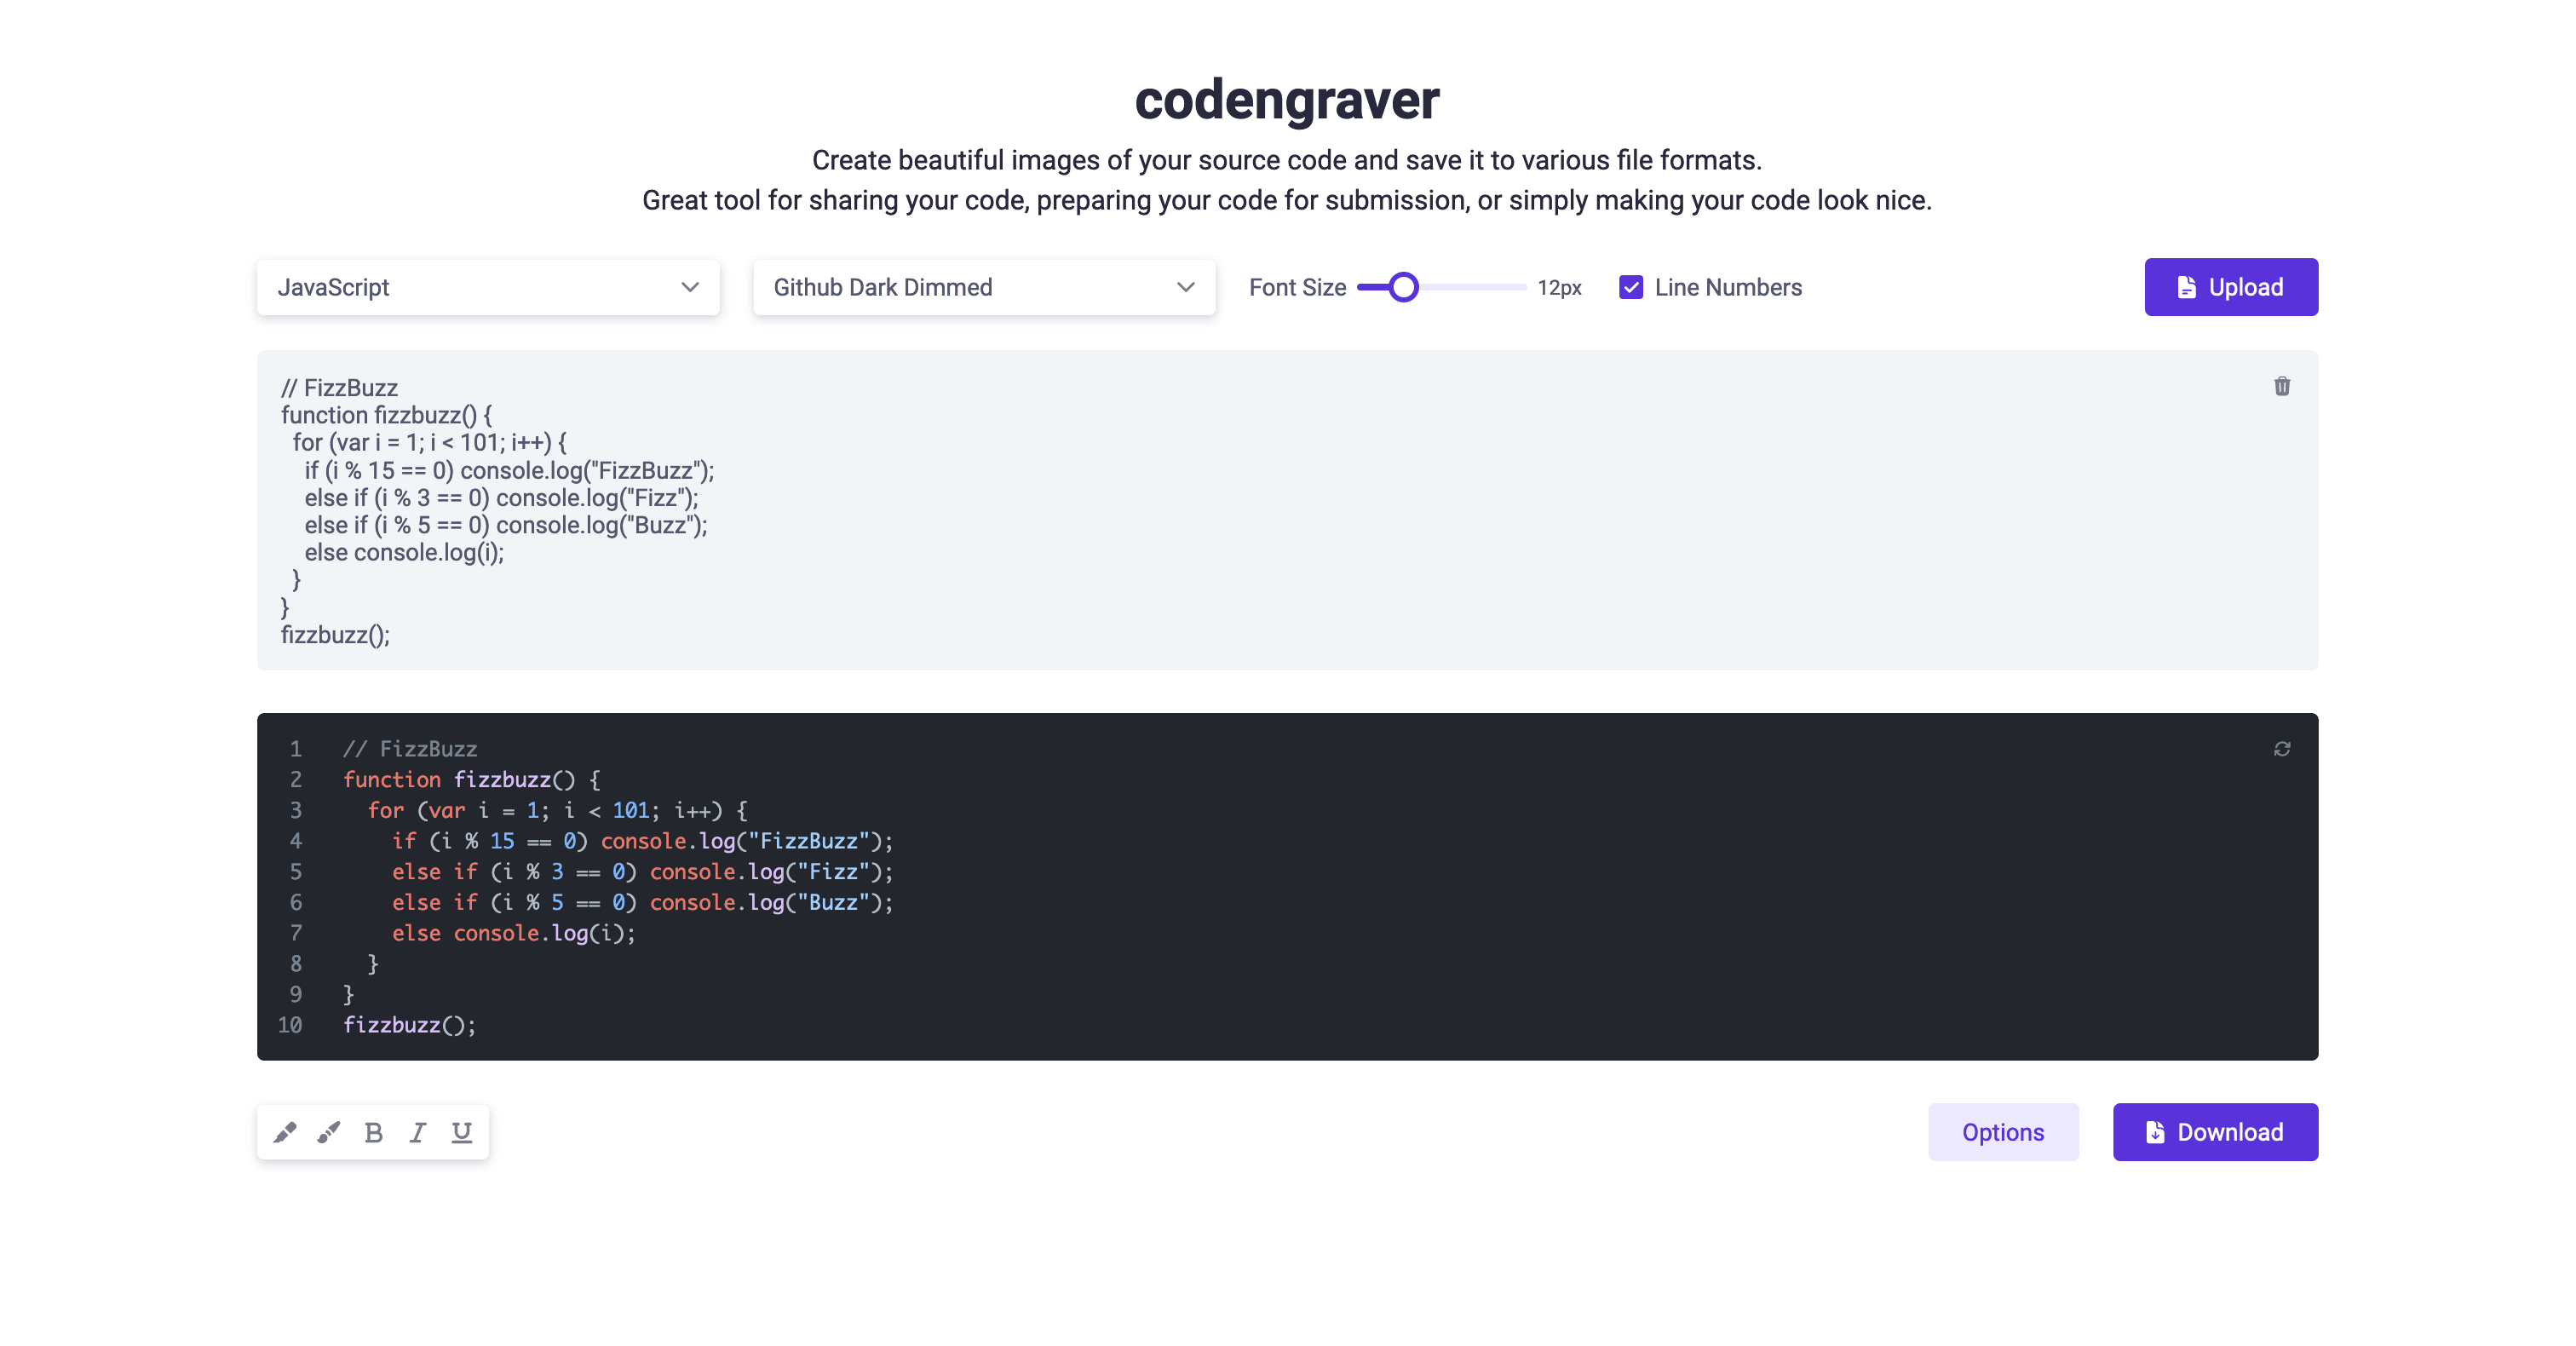 codengraver
Create beautiful images of your source code and save it to various file formats.
Great tool for sharing your code, preparing your code for submission, or simply making your code look nice.
JavaScript
Github Dark Dimmed
Font Size 12px
Line Numbers
Upload
// FizzBuzz
function fizzbuzz() {
  for (var i = 1; i < 101; i++) {
    if (i % 15 == 0) console.log("FizzBuzz");
    else if (i % 3 == 0) console.log("Fizz");
    else if (i % 5 == 0) console.log("Buzz");
    else console.log(i);
  }
}
fizzbuzz();
1 // FizzBuzz
2 function fizzbuzz() {
3   for (var i = 1; i < 101; i++) {
4     if (i % 15 == 0) console.log("FizzBuzz");
5     else if (i % 3 == 0) console.log("Fizz");
6     else if (i % 5 == 0) console.log("Buzz");
7     else console.log(i);
8   }
9 }
10 fizzbuzz();
B I U
Options
Download